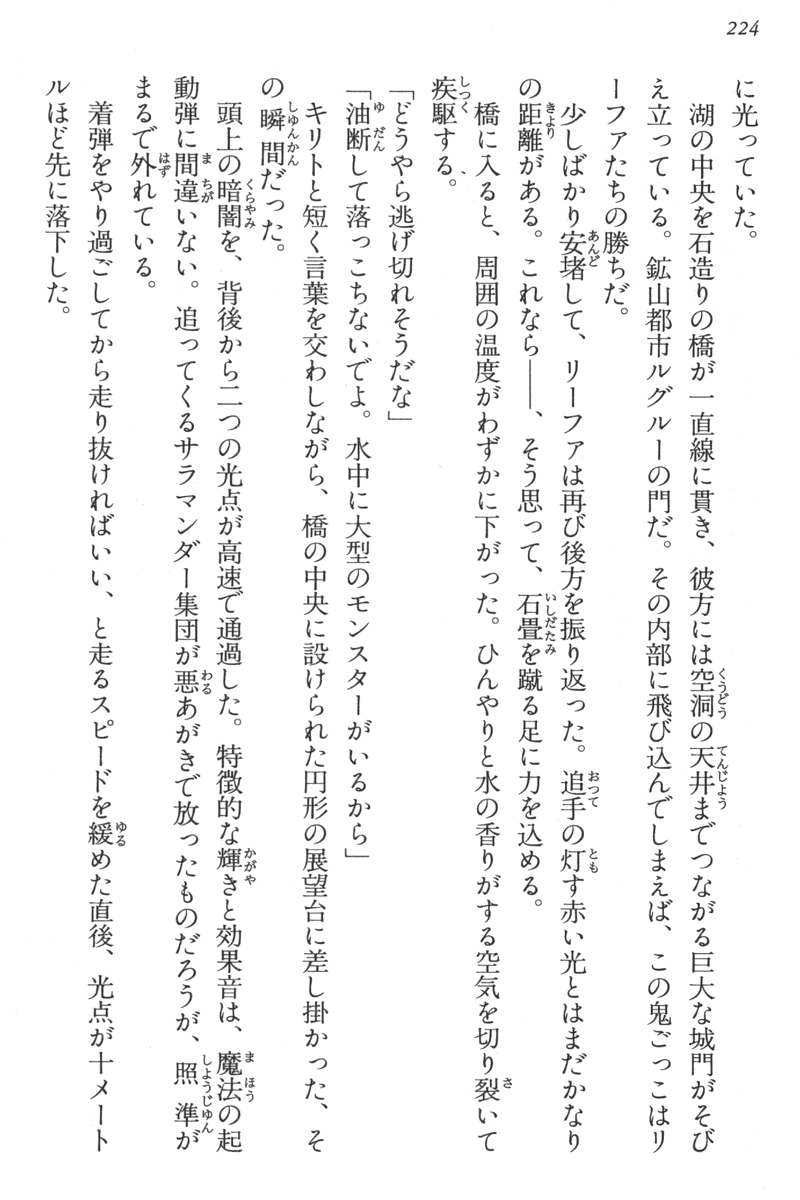 224
に光っていた。
湖の中央を石造りの橋が一直線に貫き、彼方には空洞の天井までつながる巨大な城門がそび
え立っている。鉱山都市ルグルーの門だ。その内部に飛び込んでしまえば、この鬼ごっこはリ
ーファたちの勝ちだ。
少しばかり安堵して、リーファは再び後方を振り返った。追手の灯す赤い光とはまだかなり
の距離がある。これなら――、そう思って、石畳を蹴る足に力を込める。
橋に入ると、周囲の温度がわずかに下がった。ひんやりと水の香りがする空気を切り裂いて
疾駆する。
「どうやら逃げ切れそうだな」
「油断して落っこちないでよ。水中に大型のモンスターがいるから」
キリトと短く言葉を交わしながら、橋の中央に設けられた円形の展望台に差し掛かった、そ
の瞬間だった。
頭上の暗闇を、背後から二つの光点が高速で通過した。特徴的な輝きと効果音は、魔法の起
動弾に間違いない。追ってくるサラマンダー集団が悪あがきで放ったものだろうが、照準が
まるで外れている。
着弾をやり過ごしてから走り抜ければいい、と走るスピードを緩めた直後、光点が十メート
ルほど先に落下した。